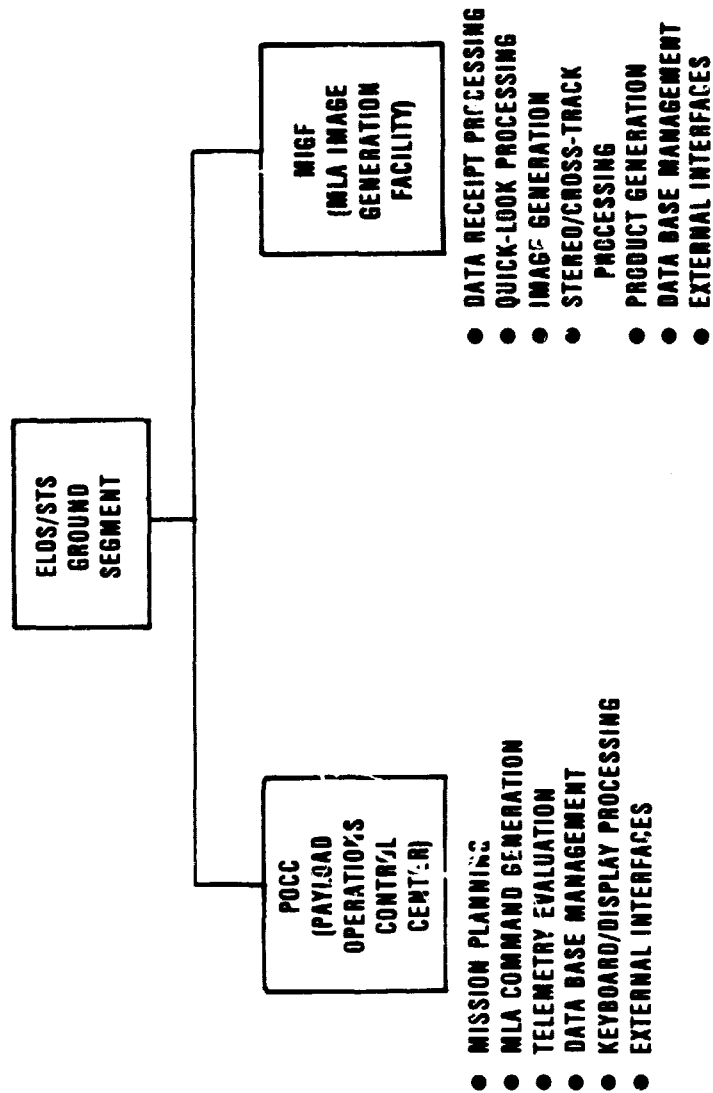 ELOS/STS
GROUND
SEGMENT
POCC
(PAYLOAD
OPERATIONS
CONTROL
CENTER)
● MISSION PLANNING
● MLA COMMAND GENERATION
● TELEMETRY EVALUATION
● DATA BASE MANAGEMENT
● KEYBOARD/DISPLAY PROCESSING
● EXTERNAL INTERFACES
MIGF
(MLA IMAGE
GENERATION
FACILITY)
● DATA RECEIPT PROCESSING
● QUICK-LOOK PROCESSING
● IMAGE GENERATION
● STEREO/CROSS-TRACK
PROCESSING
● PRODUCT GENERATION
● DATA BASE MANAGEMENT
● EXTERNAL INTERFACES